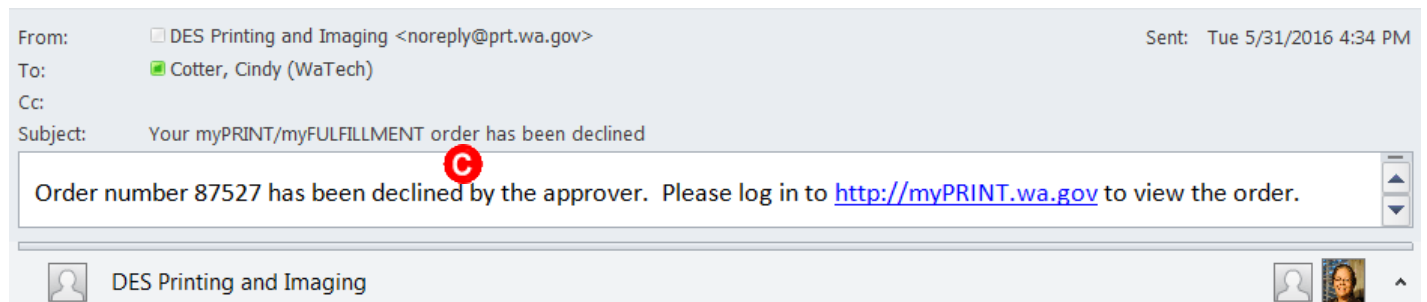 From: DES Printing and Imaging <noreply@prt.wa.gov> Sent: Tue 5/31/2016 4:34 PM
To: Cotter, Cindy (WaTech)
Cc:
Subject: Your myPRINT/myFULFILLMENT order has been declined
C
Order number 87527 has been declined by the approver. Please log in to http://myPRINT.wa.gov to view the order.
DES Printing and Imaging